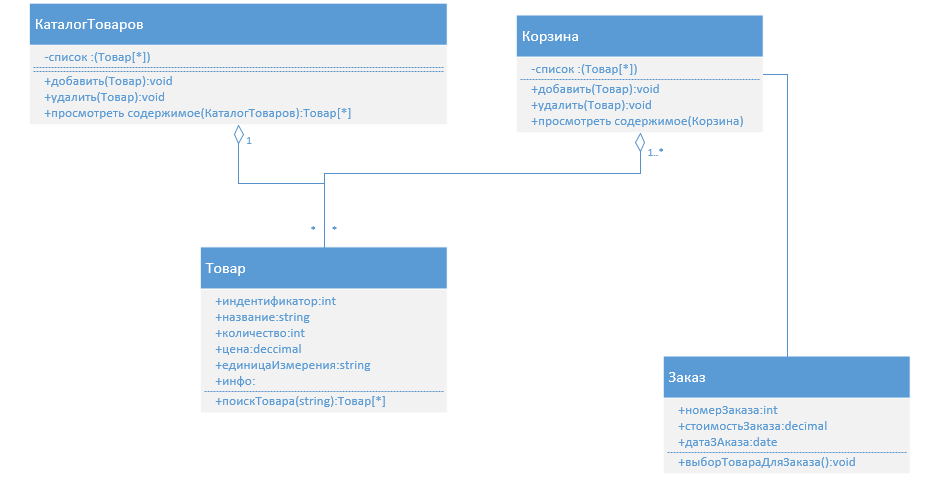 КаталогТоваров
-список :(Товар[*])
+добавить(Товар):void
+удалить(Товар):void
+просмотреть содержимое(КаталогТоваров):Товар[*]
1
Корзина
-список :(Товар[*])
+добавить(Товар):void
+удалить(Товар):void
+просмотреть содержимое(Корзина)
1..*
* *
Товар
+индентификатор:int
+название:string
+количество:int
+цена:deccimal
+единицаИзмерения:string
+инфо:
+поискТовара(string):Товар[*]
Заказ
+номерЗаказа:int
+стоимостьЗаказа:decimal
+датаЗАказа:date
+выборТовараДляЗаказа():void